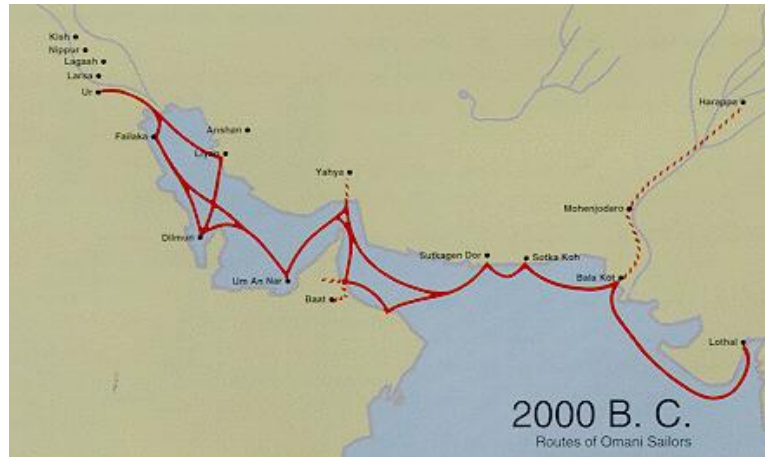 Kish
Nippur
Lagash
Larsa
Ur
Harappa
Failaka
Anshan
Liyan
Yahya
Mohenjodaro
Dilmun
Sutkagen Dor
Sotka Koh
Um An Nar
Bala Kot
Baat
Lothal
2000 B. C.
Routes of Omani Sailors